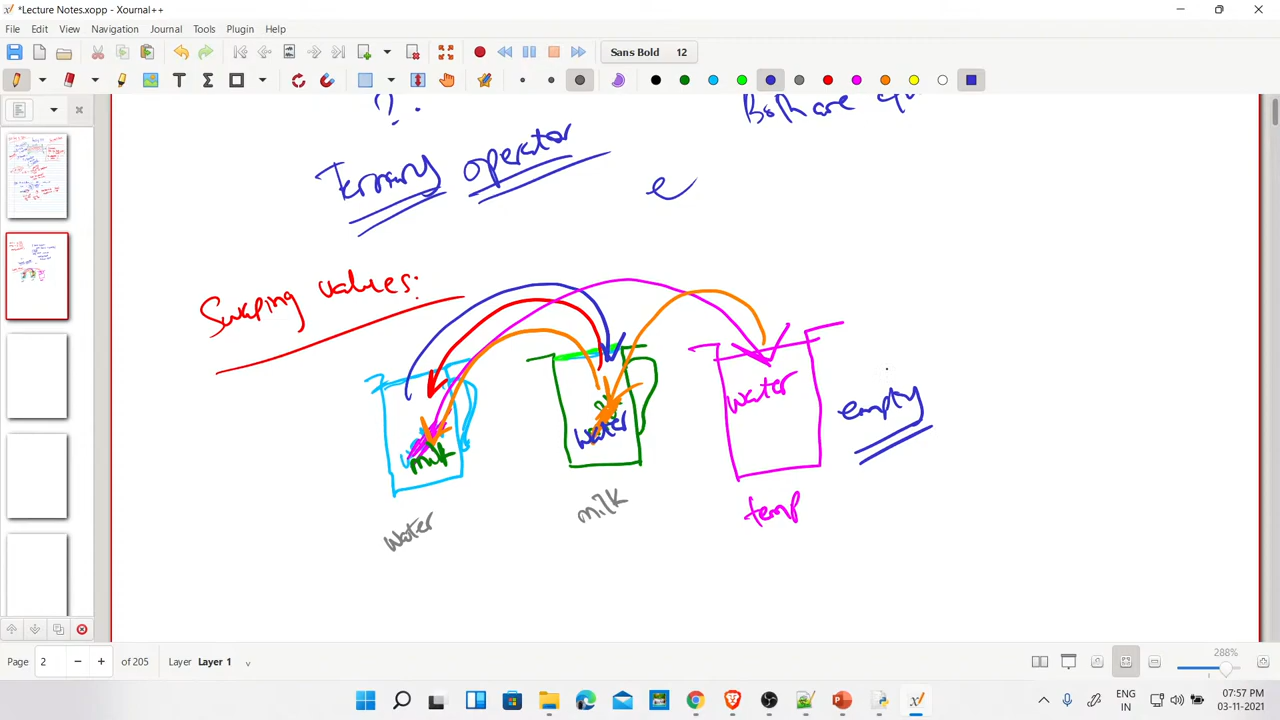 *Lecture Notes.xopp - Xournal++
File Edit View Navigation Journal Tools Plugin Help
Sans Bold 12
?.
Both are
Ternary operator
e
Swaping values:
Water
empty
milk
Water
temp
milk
Water
Page 2 of 205 Layer Layer 1
288%
ENG
IN
07:57 PM
03-11-2021